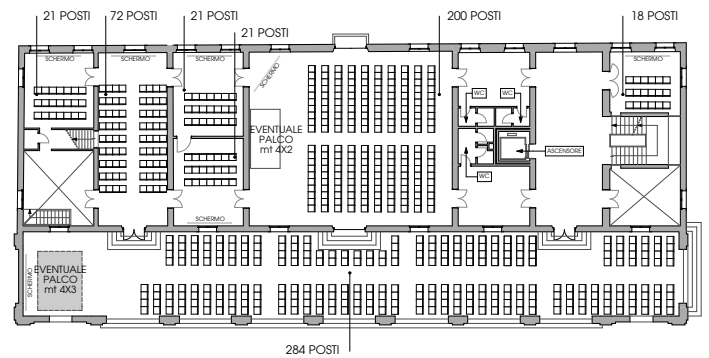 21 POSTI
72 POSTI
21 POSTI
21 POSTI
200 POSTI
18 POSTI
SCHERMO
SCHERMO
SCHERMO
SCHERMO
SCHERMO
WC
WC
EVENTUALE
PALCO
mt 4X2
ASCENSORE
WC
SCHERMO
SCHERMO
EVENTUALE
PALCO
mt 4X3
284 POSTI